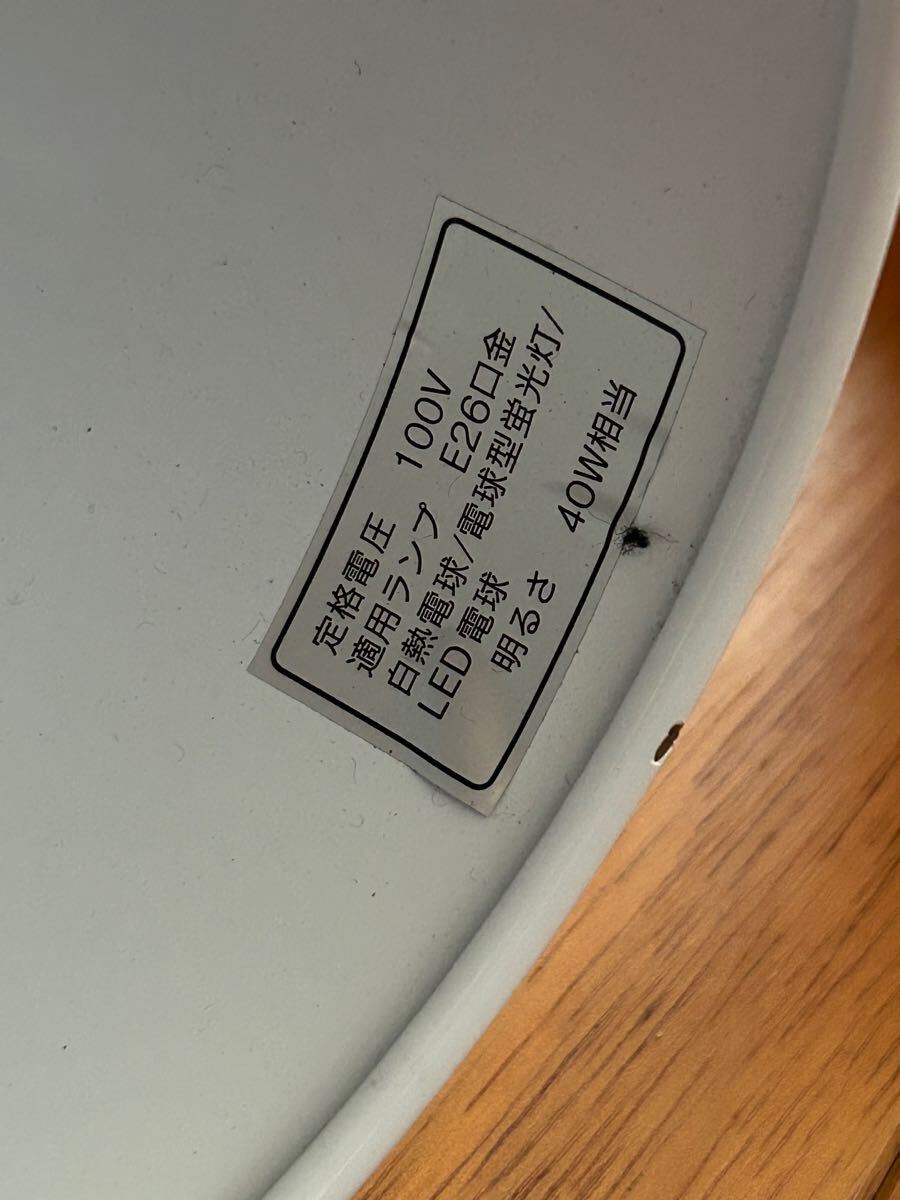 定格電圧 100V
適用ランプ E26口金
白熱電球/電球型蛍光灯/
LED電球
明るさ 40W相当